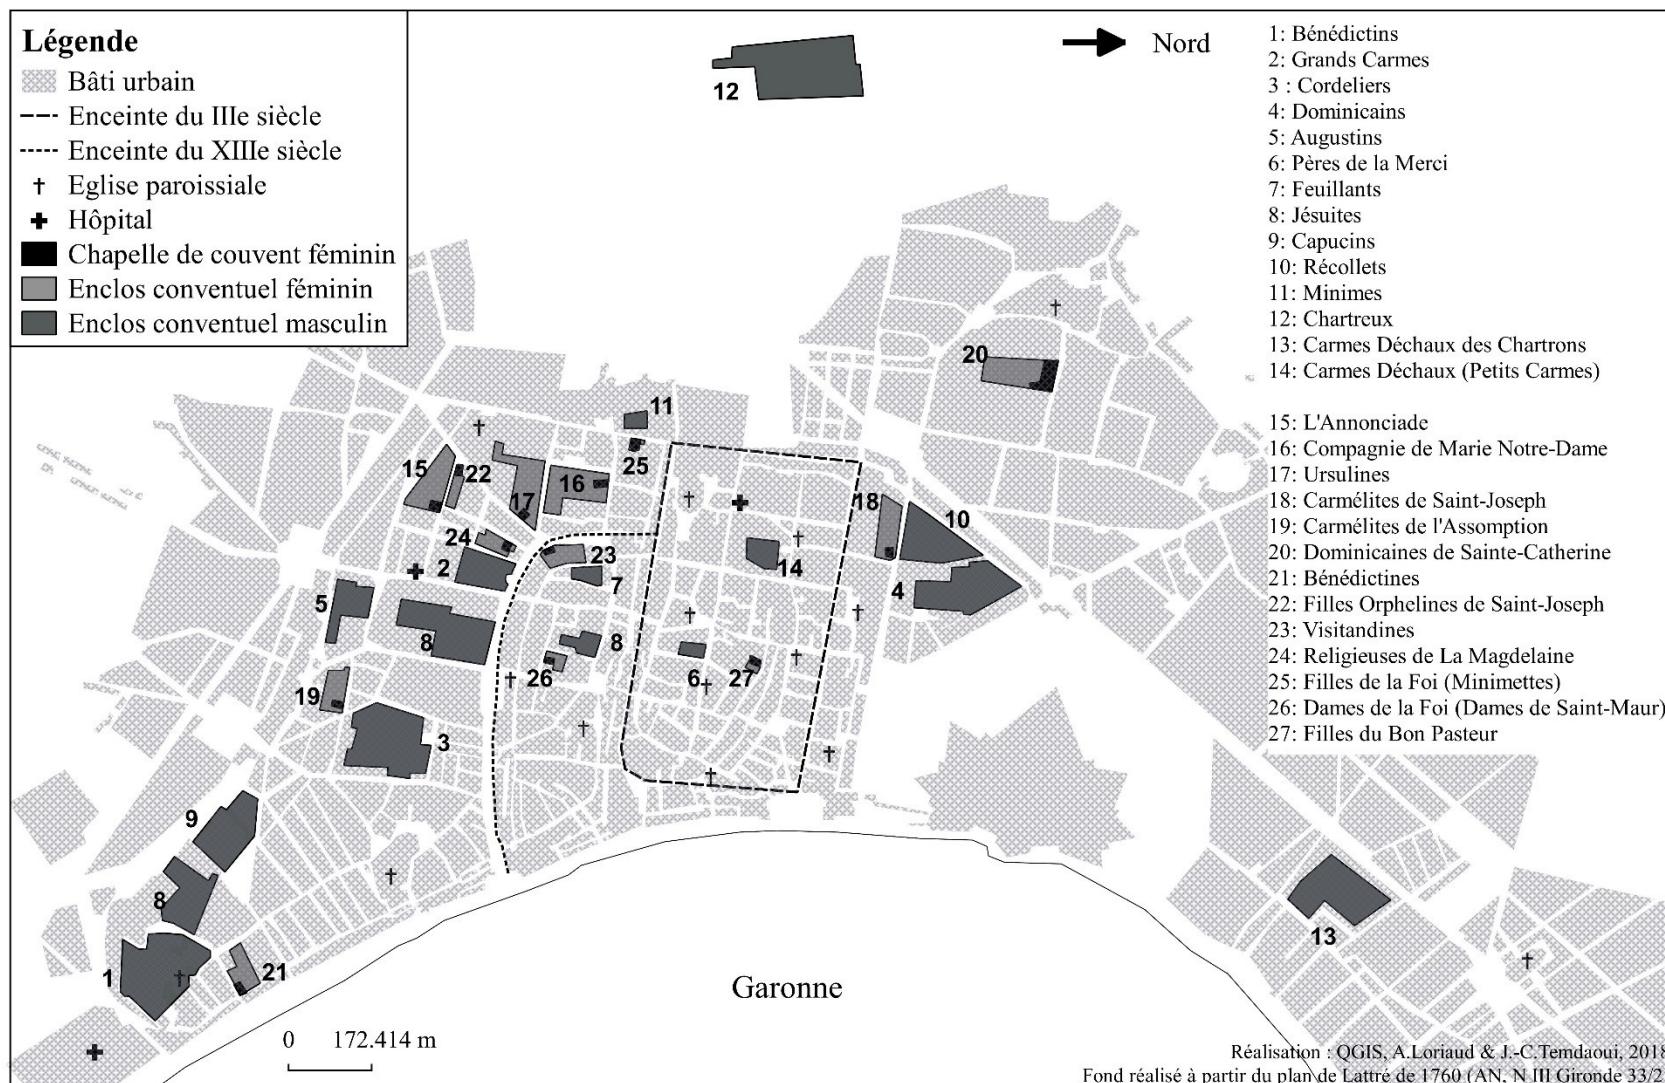 Légende
Bâti urbain
Enceinte du IIIe siècle
Enceinte du XIIIe siècle
Eglise paroissiale
Hôpital
Chapelle de couvent féminin
Enclos conventuel féminin
Enclos conventuel masculin
Nord
1: Bénédictins
2: Grands Carmes
3 : Cordeliers
4: Dominicains
5: Augustins
6: Pères de la Merci
7: Feuillants
8: Jésuites
9: Capucins
10: Récollets
11: Minimes
12: Chartreux
13: Carmes Déchaux des Chartrons
14: Carmes Déchaux (Petits Carmes)
15: L'Annonciade
16: Compagnie de Marie Notre-Dame
17: Ursulines
18: Carmélites de Saint-Joseph
19: Carmélites de l'Assomption
20: Dominicaines de Sainte-Catherine
21: Bénédictines
22: Filles Orphelines de Saint-Joseph
23: Visitandines
24: Religieuses de La Magdelaine
25: Filles de la Foi (Minimettes)
26: Dames de la Foi (Dames de Saint-Maur)
27: Filles du Bon Pasteur
12
20
11
25
15
22
16
17
18
10
24
23
2
14
7
4
5
8
8
26
6
27
19
3
9
8
13
1
21
Garonne
0 172.414 m
Réalisation : QGIS, A.Loriaud & J.-C.Temdaoui, 2018
Fond réalisé à partir du plan de Lattré de 1760 (AN, N III Gironde 33/2